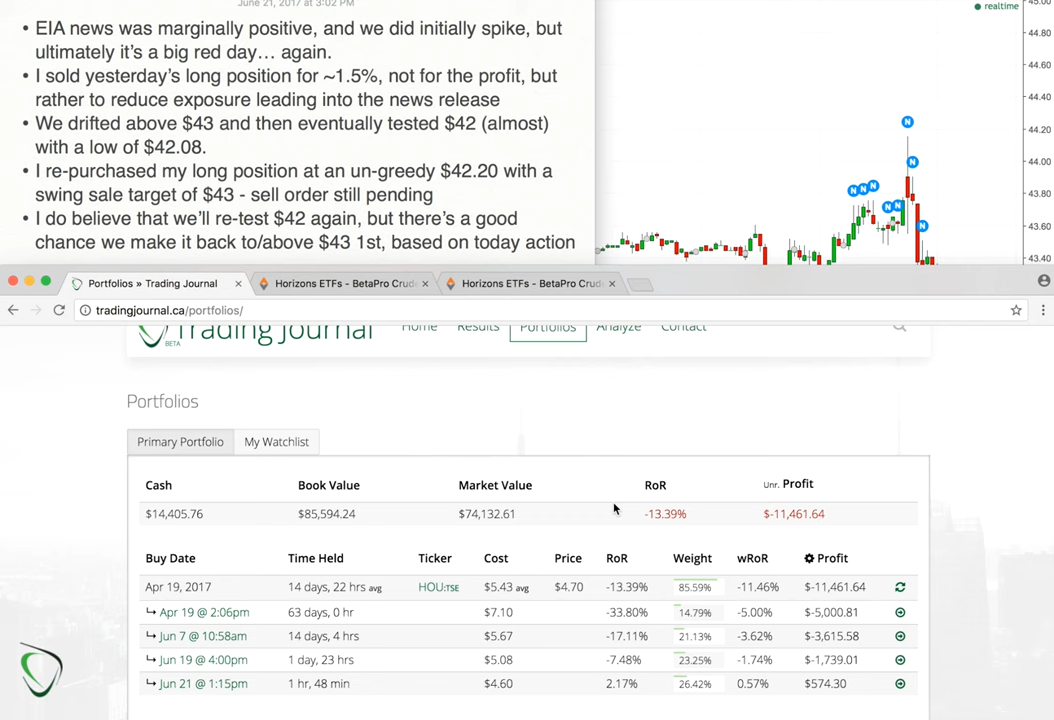 June 21, 2017 at 3:02 PM
• EIA news was marginally positive, and we did initially spike, but
ultimately it's a big red day... again.
• I sold yesterday's long position for ~1.5%, not for the profit, but
rather to reduce exposure leading into the news release
• We drifted above $43 and then eventually tested $42 (almost)
with a low of $42.08.
• I re-purchased my long position at an un-greedy $42.20 with a
swing sale target of $43 - sell order still pending
• I do believe that we'll re-test $42 again, but there's a good
chance we make it back to/above $43 1st, based on today action
realtime
45.00
44.80
44.60
44.40
44.20
44.00
43.80
43.60
43.40
N
N
N N N
N N
N
Portfolios » Trading Journal
Horizons ETFs - BetaPro Crud
Horizons ETFs - BetaPro Crud
tradingjournal.ca/portfolios/
Trading Journal
BETA
Home Results Portfolios Analyze Contact
Portfolios
Primary Portfolio My Watchlist
Cash Book Value Market Value RoR Unr. Profit
$14,405.76 $85,594.24 $74,132.61 -13.39% $-11,461.64
Buy Date Time Held Ticker Cost Price RoR Weight wRoR Profit
Apr 19, 2017 14 days, 22 hrs avg HOU:TSE $5.43 avg $4.70 -13.39% 85.59% -11.46% $-11,461.64
Apr 19 @ 2:06pm 63 days, 0 hr $7.10 -33.80% 14.79% -5.00% $-5,000.81
Jun 7 @ 10:58am 14 days, 4 hrs $5.67 -17.11% 21.13% -3.62% $-3,615.58
Jun 19 @ 4:00pm 1 day, 23 hrs $5.08 -7.48% 23.25% -1.74% $-1,739.01
Jun 21 @ 1:15pm 1 hr, 48 min $4.60 2.17% 26.42% 0.57% $574.30